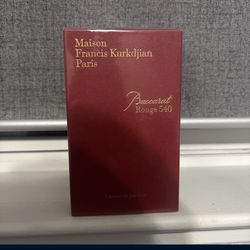 Maison
Francis Kurkdjian
Paris
Baccarat
Rouge 540